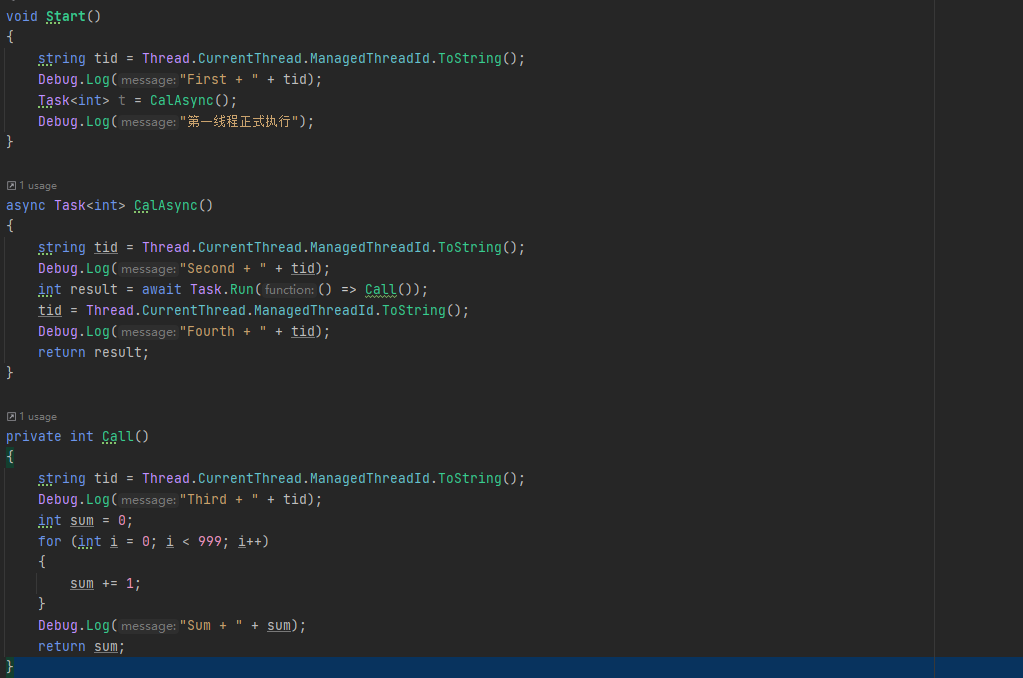 void Start()
{
    string tid = Thread.CurrentThread.ManagedThreadId.ToString();
    Debug.Log( message: "First + " + tid);
    Task<int> t = CalAsync();
    Debug.Log( message: "第一线程正式执行");
}
1 usage
async Task<int> CalAsync()
{
    string tid = Thread.CurrentThread.ManagedThreadId.ToString();
    Debug.Log( message: "Second + " + tid);
    int result = await Task.Run( function: () => Call());
    tid = Thread.CurrentThread.ManagedThreadId.ToString();
    Debug.Log( message: "Fourth + " + tid);
    return result;
}
1 usage
private int Call()
{
    string tid = Thread.CurrentThread.ManagedThreadId.ToString();
    Debug.Log( message: "Third + " + tid);
    int sum = 0;
    for (int i = 0; i < 999; i++)
    {
        sum += 1;
    }
    Debug.Log( message: "Sum + " + sum);
    return sum;
}